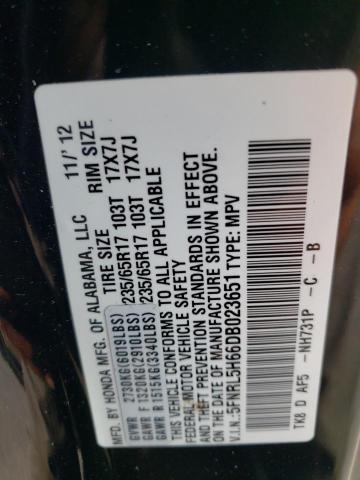 MFD. BY HONDA MFG. OF ALABAMA, LLC 11/'12
TIRE SIZE RIM SIZE
GVWR 2730KG(6019LBS)
GAWR F 1320KG(2910LBS) 235/65R17 103T 17X7J
GAWR R 1515KG(3340LBS) 235/65R17 103T 17X7J
THIS VEHICLE CONFORMS TO ALL APPLICABLE
FEDERAL MOTOR VEHICLE SAFETY
AND THEFT PREVENTION STANDARDS IN EFFECT
ON THE DATE OF MANUFACTURE SHOWN ABOVE.
V.I.N.:5FNRL5H66DB023651 TYPE: MPV
TK8 D AF5 -NH731P -C -B